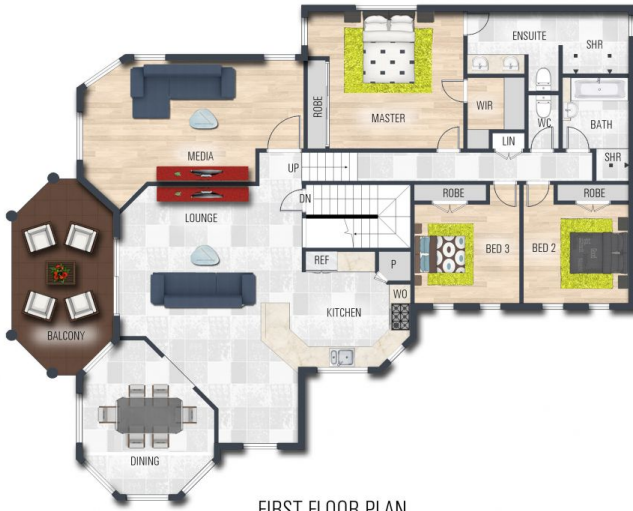 ENSUITE
SHR
ROBE
MASTER
WIR
WC
BATH
LIN
MEDIA
UP
SHR
LOUNGE
DN
ROBE
ROBE
BED 3
BED 2
REF
P
WO
KITCHEN
BALCONY
DINING
FIRST FLOOR PLAN